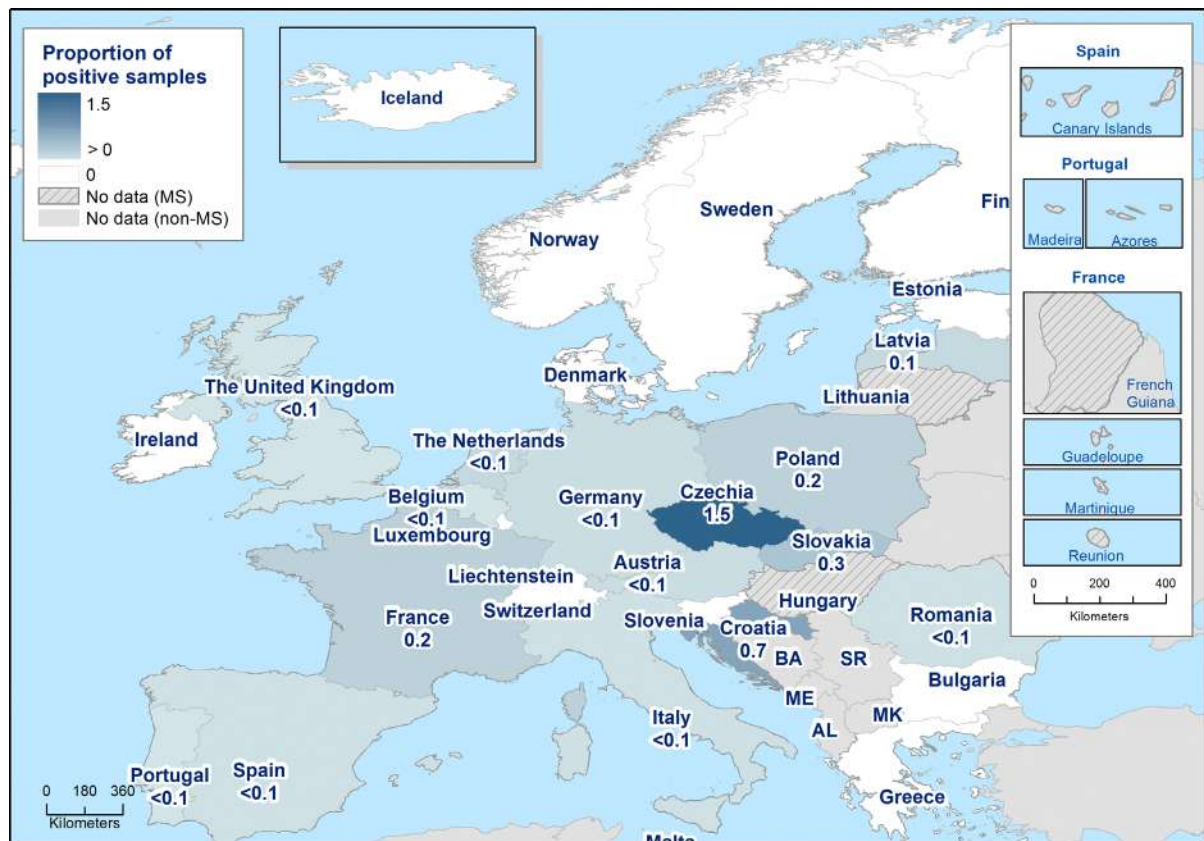 Proportion of
positive samples
1.5
> 0
0
No data (MS)
No data (non-MS)
Iceland
Spain
Canary Islands
Portugal
Madeira
Azores
France
French
Guiana
Guadeloupe
Martinique
Reunion
0 200 400
Kilometers
Norway
Sweden
Fin
Estonia
Latvia
0.1
Lithuania
Denmark
The United Kingdom
<0.1
Ireland
The Netherlands
<0.1
Belgium
<0.1
Luxembourg
Germany
<0.1
Poland
0.2
Czechia
1.5
Slovakia
0.3
Austria
<0.1
Liechtenstein
Switzerland
France
0.2
Hungary
Slovenia
Croatia
0.7
Romania
<0.1
BA
SR
Bulgaria
ME
MK
AL
Italy
<0.1
Portugal
<0.1
Spain
<0.1
Greece
0 180 360
Kilometers
Malta